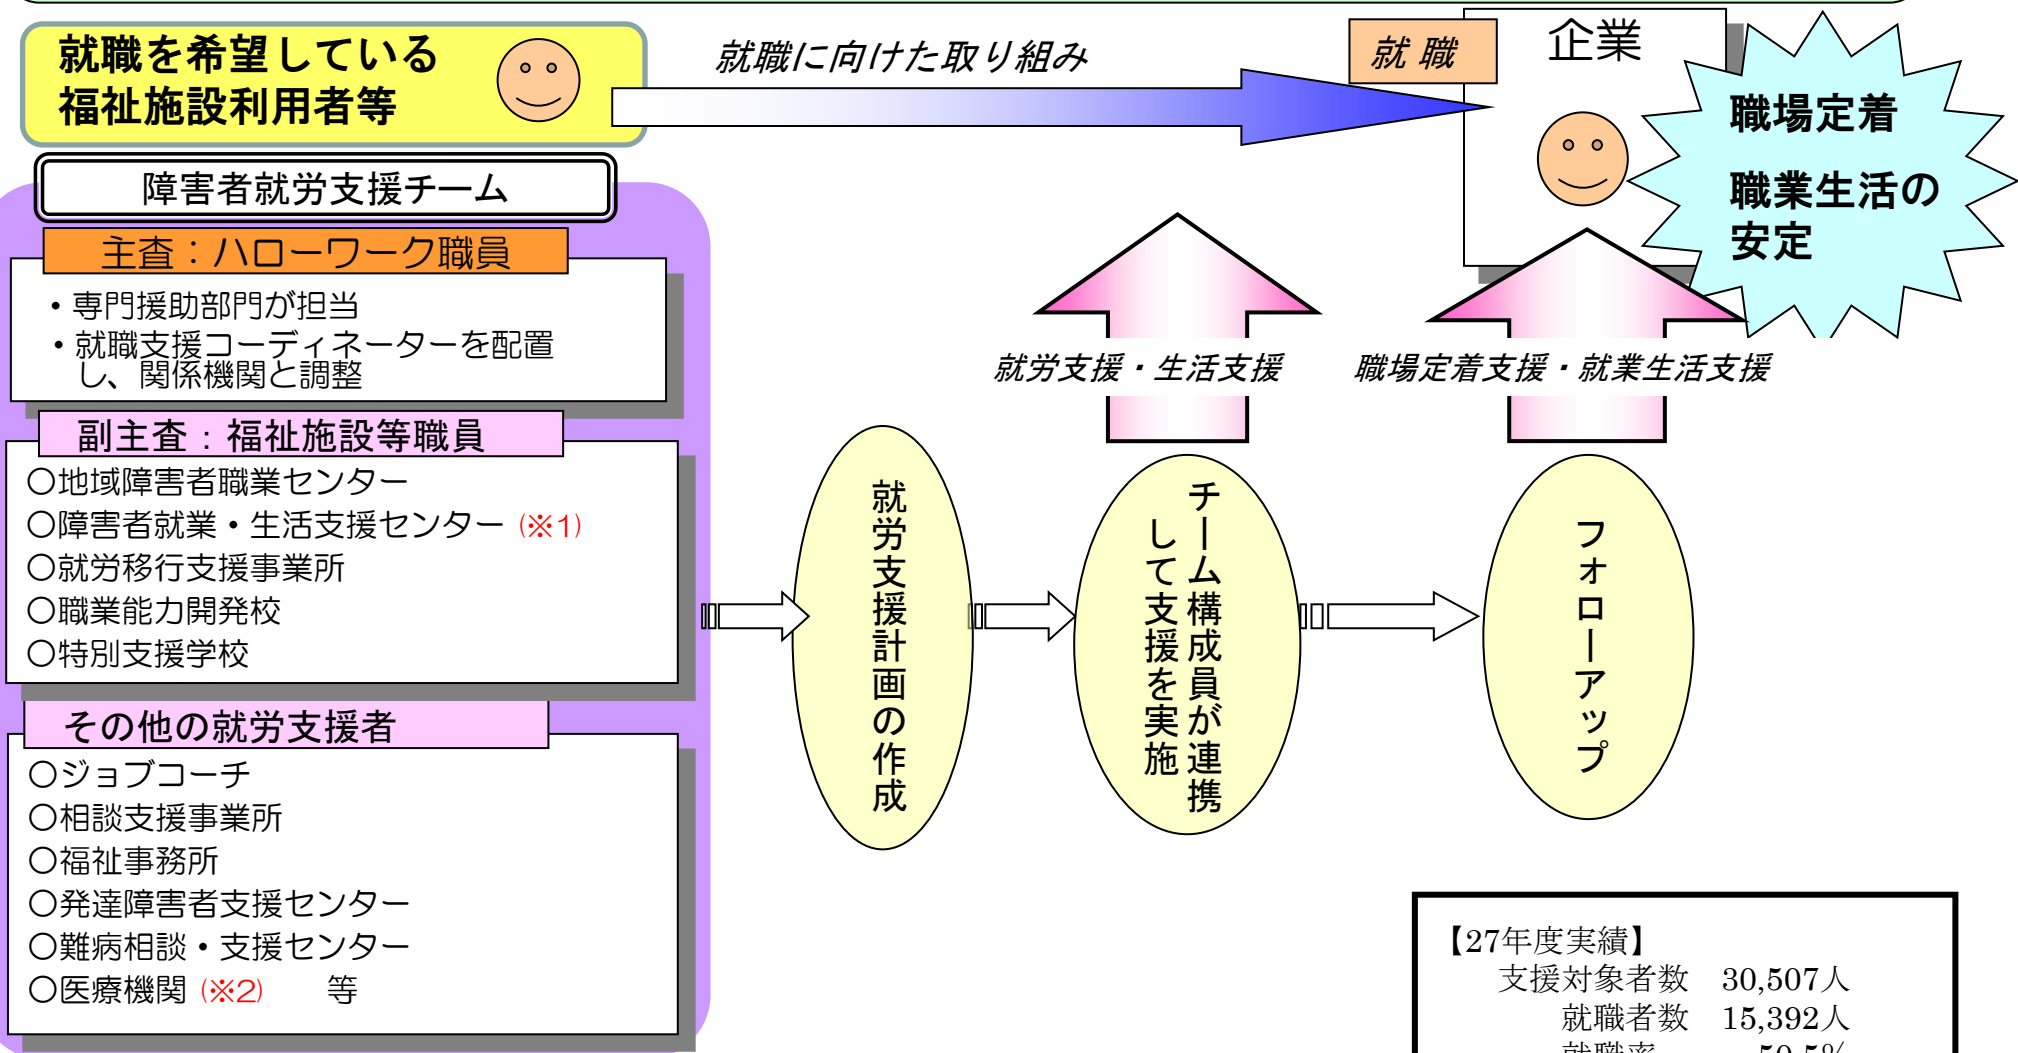 就職を希望している
福祉施設利用者等
就職に向けた取り組み
就 職
企業
職場定着
職業生活の
安定
障害者就労支援チーム
主査：ハローワーク職員
・専門援助部門が担当
・就職支援コーディネーターを配置
し、関係機関と調整
副主査：福祉施設等職員
○地域障害者職業センター
○障害者就業・生活支援センター (※1)
○就労移行支援事業所
○職業能力開発校
○特別支援学校
その他の就労支援者
○ジョブコーチ
○相談支援事業所
○福祉事務所
○発達障害者支援センター
○難病相談・支援センター
○医療機関 (※2) 等
就労支援・生活支援
職場定着支援・就業生活支援
就労支援計画の作成
チーム構成員が連携
して支援を実施
フォローアップ
【27年度実績】
支援対象者数 30,507人
就職者数 15,392人
就職率 50.5%